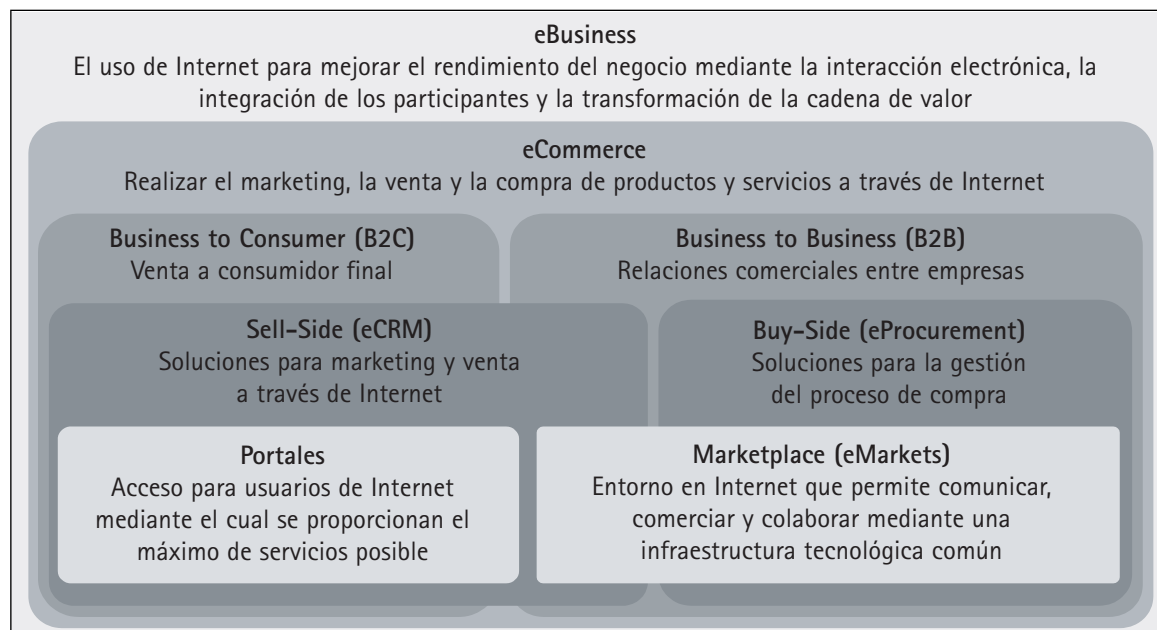 eBusiness
El uso de Internet para mejorar el rendimiento del negocio mediante la interacción electrónica, la
integración de los participantes y la transformación de la cadena de valor
eCommerce
Realizar el marketing, la venta y la compra de productos y servicios a través de Internet
Business to Consumer (B2C)
Venta a consumidor final
Business to Business (B2B)
Relaciones comerciales entre empresas
Sell-Side (eCRM)
Soluciones para marketing y venta
a través de Internet
Buy-Side (eProcurement)
Soluciones para la gestión
del proceso de compra
Portales
Acceso para usuarios de Internet
mediante el cual se proporcionan el
máximo de servicios posible
Marketplace (eMarkets)
Entorno en Internet que permite comunicar,
comerciar y colaborar mediante una
infraestructura tecnológica común